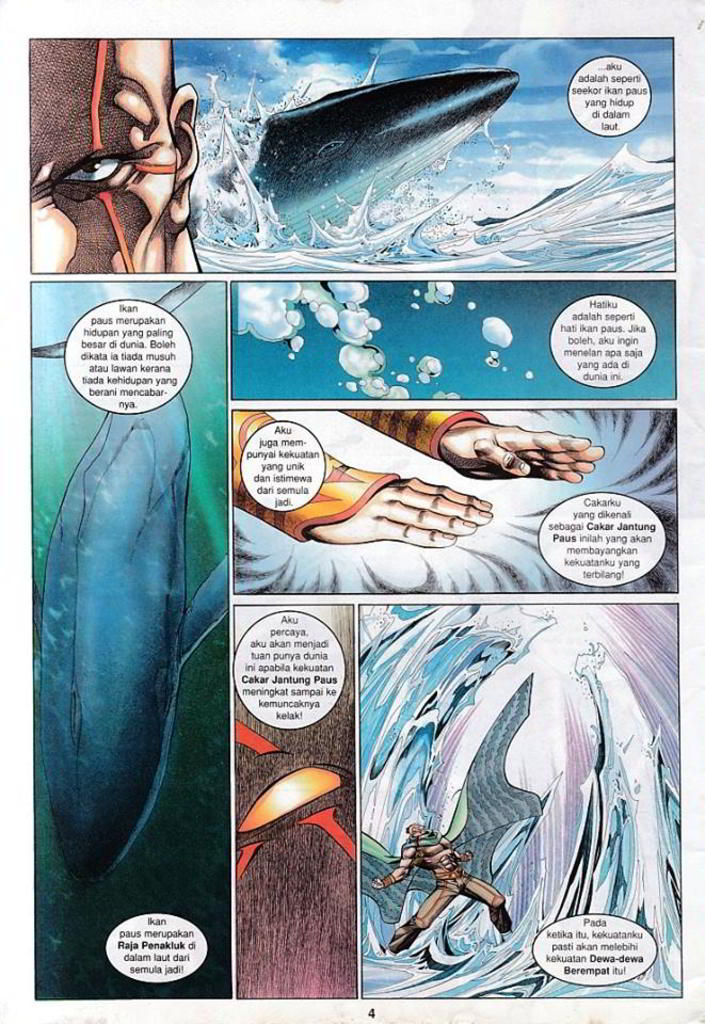 ...aku
adalah seperti
seekor ikan paus
yang hidup
di dalam
laut.
Ikan
paus merupakan
hidupan yang paling
besar di dunia. Boleh
dikata ia tiada musuh
atau lawan kerana
tiada kehidupan yang
berani mencabar-
nya.
Hatiku
adalah seperti
hati ikan paus. Jika
boleh, aku ingin
menelan apa saja
yang ada di
dunia ini.
Aku
juga mem-
punyai kekuatan
yang unik
dan istimewa
dari semula
jadi.
Cakarku
yang dikenali
sebagai Cakar Jantung
Paus inilah yang akan
membayangkan
kekuatanku yang
terbilang!
Aku
percaya,
aku akan menjadi
tuan punya dunia
ini apabila kekuatan
Cakar Jantung Paus
meningkat sampai ke
kemuncaknya
kelak!
Ikan
paus merupakan
Raja Penakluk di
dalam laut dari
semula jadi!
Pada
ketika itu, kekuatanku
pasti akan melebihi
kekuatan Dewa-dewa
Berempat itu!
4